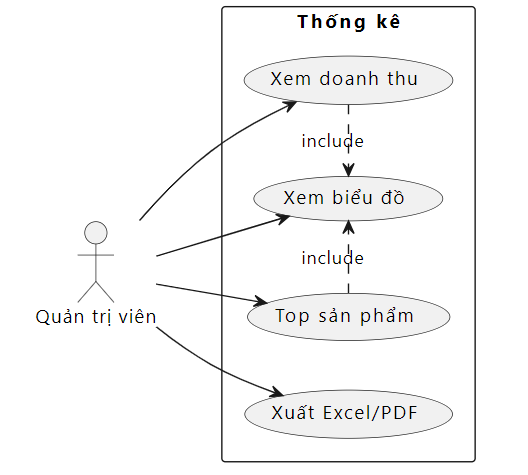 Thống kê
Xem doanh thu
include
Xem biểu đồ
include
Top sản phẩm
Quản trị viên
Xuất Excel/PDF